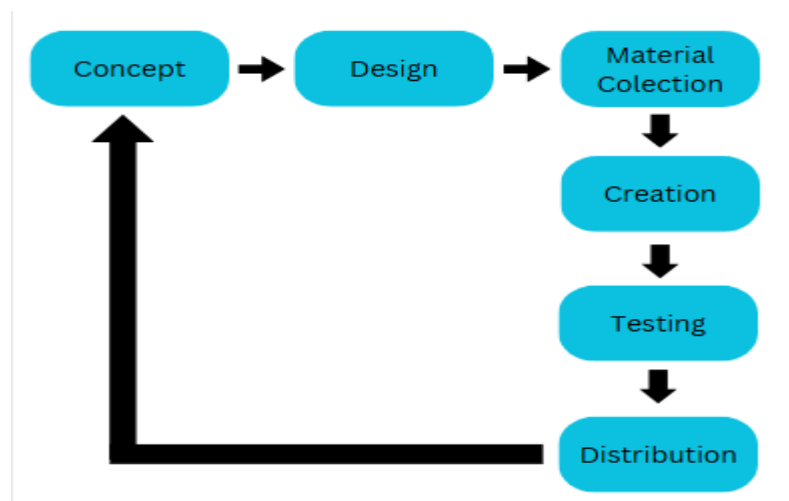 Concept
Design
Material
Colection
Creation
Testing
Distribution